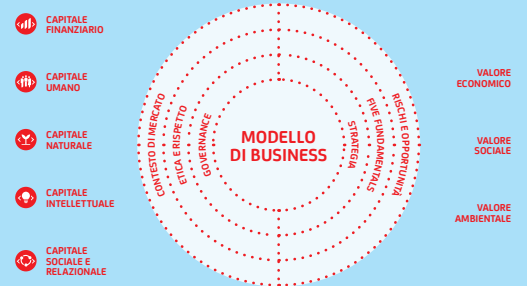 CAPITALE
FINANZIARIO
CAPITALE
UMANO
CAPITALE
NATURALE
CAPITALE
INTELLETTUALE
CAPITALE
SOCIALE E
RELAZIONALE
CONTESTO DI MERCATO
ETICA E RISPETTO
GOVERNANCE
MODELLO
DI BUSINESS
STRATEGIA
FIVE FUNDAMENTALS
RISCHI E OPPORTUNITÀ
VALORE
ECONOMICO
VALORE
SOCIALE
VALORE
AMBIENTALE